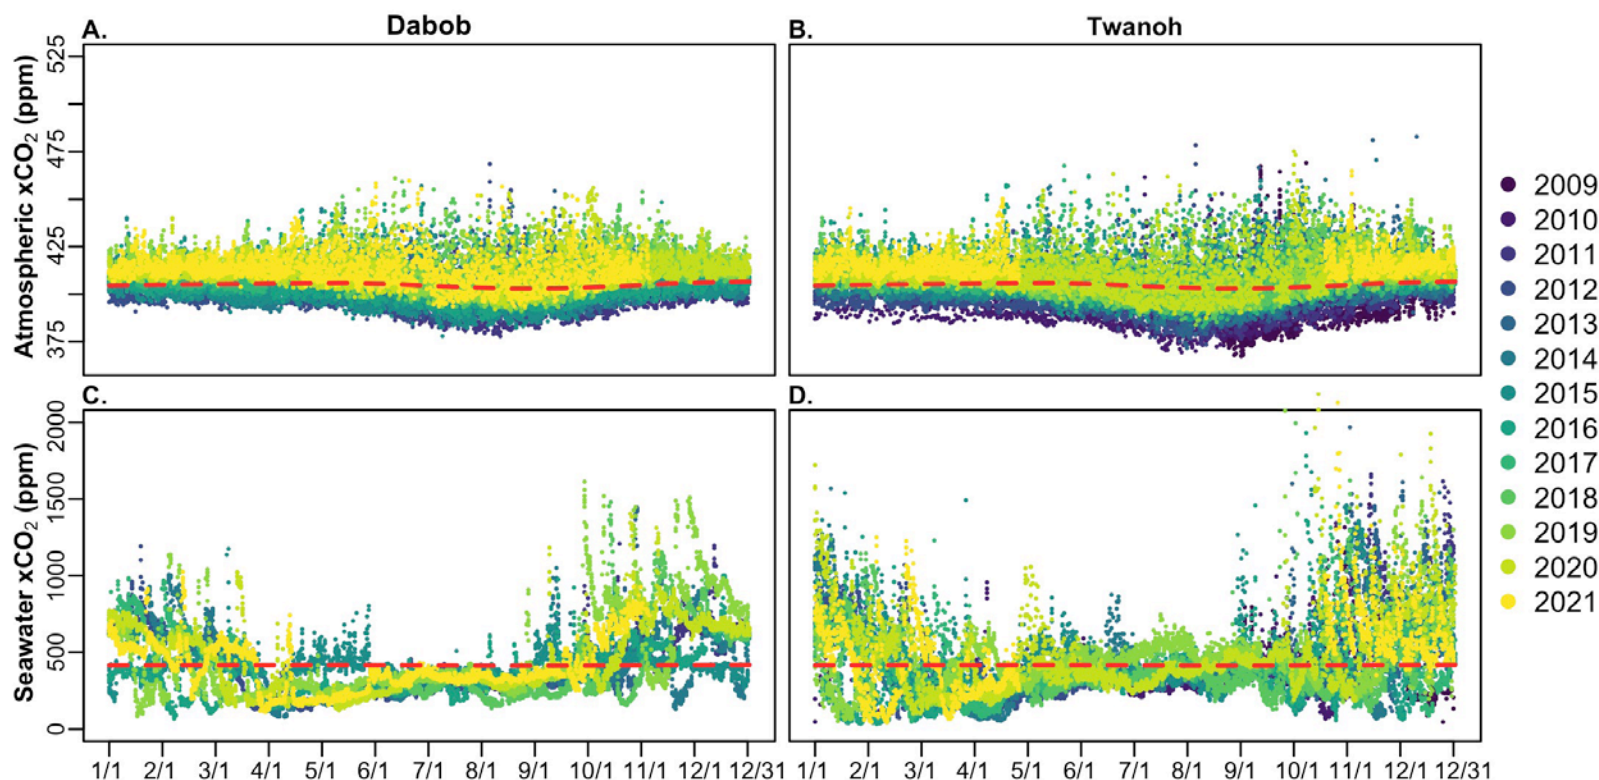 Dabob
Twanoh
A.
B.
Atmospheric xCO₂ (ppm)
525
475
425
375
C.
D.
Seawater xCO₂ (ppm)
2000
1500
1000
500
0
1/1 2/1 3/1 4/1 5/1 6/1 7/1 8/1 9/1 10/1 11/1 12/1 12/31
1/1 2/1 3/1 4/1 5/1 6/1 7/1 8/1 9/1 10/1 11/1 12/1 12/31
2009
2010
2011
2012
2013
2014
2015
2016
2017
2018
2019
2020
2021